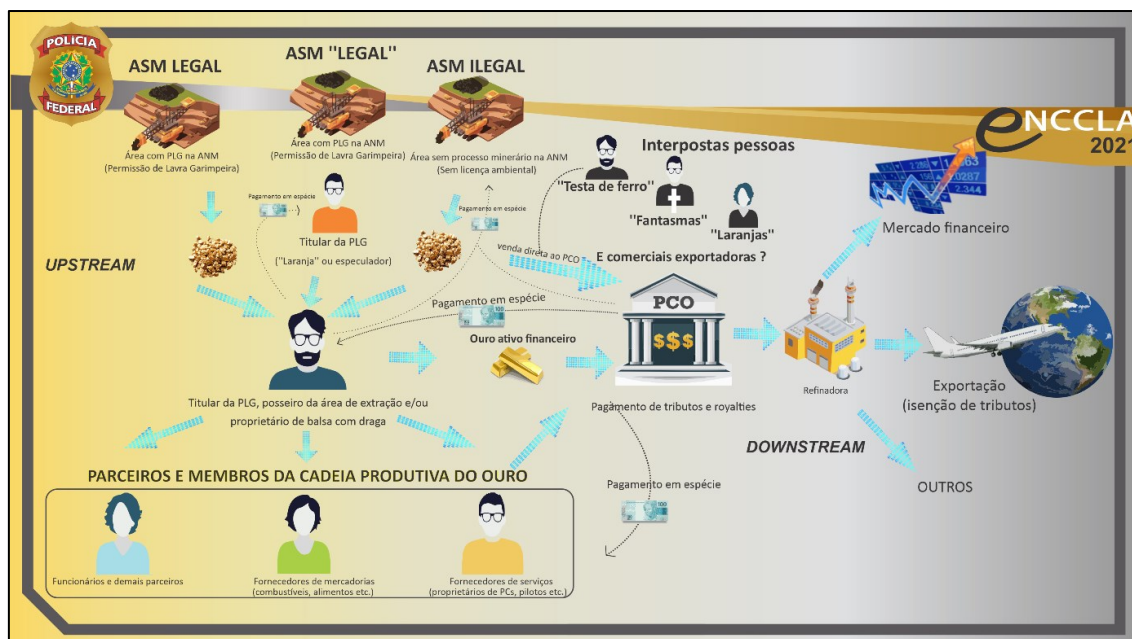 POLÍCIA
FEDERAL
ASM LEGAL
ASM "LEGAL"
ASM ILEGAL
eNCCLA
2021
Área com PLG na ANM
(Permissão de Lavra Garimpeira)
Área com PLG na ANM
(Permissão de Lavra Garimpeira)
Área sem processo minerário na ANM
(Sem licença ambiental)
Interpostas pessoas
"Testa de ferro"
"Fantasmas"
"Laranjas"
Pagamento em espécie
Titular da PLG
("Laranja" ou especulador)
Pagamento em espécie
venda direta ao PCO
E comerciais exportadoras ?
Mercado financeiro
UPSTREAM
Pagamento em espécie
PCO
$$$
Ouro ativo financeiro
Refinadora
Exportação
(isenção de tributos)
Titular da PLG, posseiro da área de extração e/ou
proprietário de balsa com draga
Pagamento de tributos e royalties
DOWNSTREAM
OUTROS
PARCEIROS E MEMBROS DA CADEIA PRODUTIVA DO OURO
Pagamento em espécie
Funcionários e demais parceiros
Fornecedores de mercadorias
(combustíveis, alimentos etc.)
Fornecedores de serviços
(proprietários de PCs, pilotos etc.)